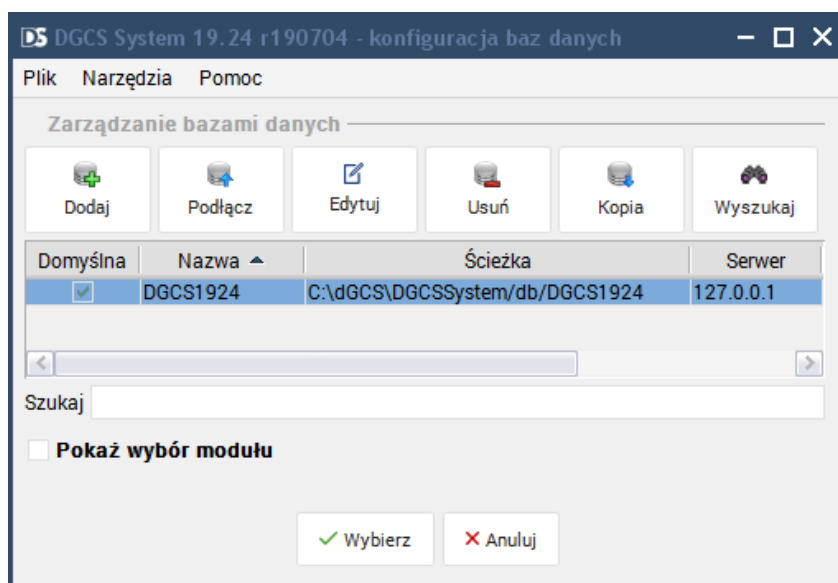 DS DGCS System 19.24 r190704 - konfiguracja baz danych
Plik Narzędzia Pomoc
Zarządzanie bazami danych
Dodaj Podłącz Edytuj Usuń Kopia Wyszukaj
Domyślna Nazwa Ścieżka Serwer
DGCS1924 C:\dGCS\DGCSSystem/db/DGCS1924 127.0.0.1
Szukaj
Pokaż wybór modułu
Wybierz Anuluj